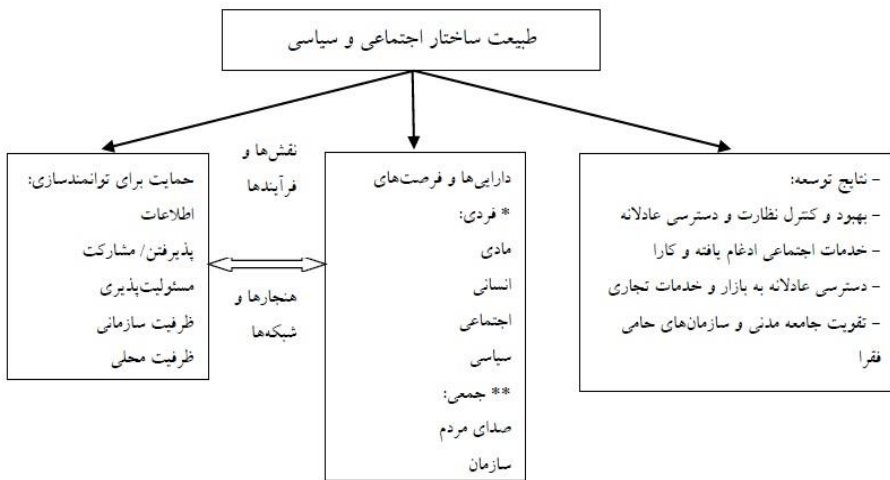 طبیعت ساختار اجتماعی و سیاسی
- نتایج توسعه:
- بهبود و کنترل نظارت و دسترسی عادلانه
خدمات اجتماعی ادغام یافته و کارا
- دسترسی عادلانه به بازار و خدمات تجاری
- تقویت جامعه مدنی و سازمان‌های حامی
فقرا
دارایی‌ها و فرصت‌های
* فردی:
مادی
انسانی
اجتماعی
سیاسی
** جمعی:
صدای مردم
سازمان
نقش‌ها و
فرآیندها
هنجارها و
شبکه‌ها
حمایت برای توانمندسازی:
اطلاعات
پذیرفتن/ مشارکت
مسئولیت‌پذیری
ظرفیت سازمانی
ظرفیت محلی